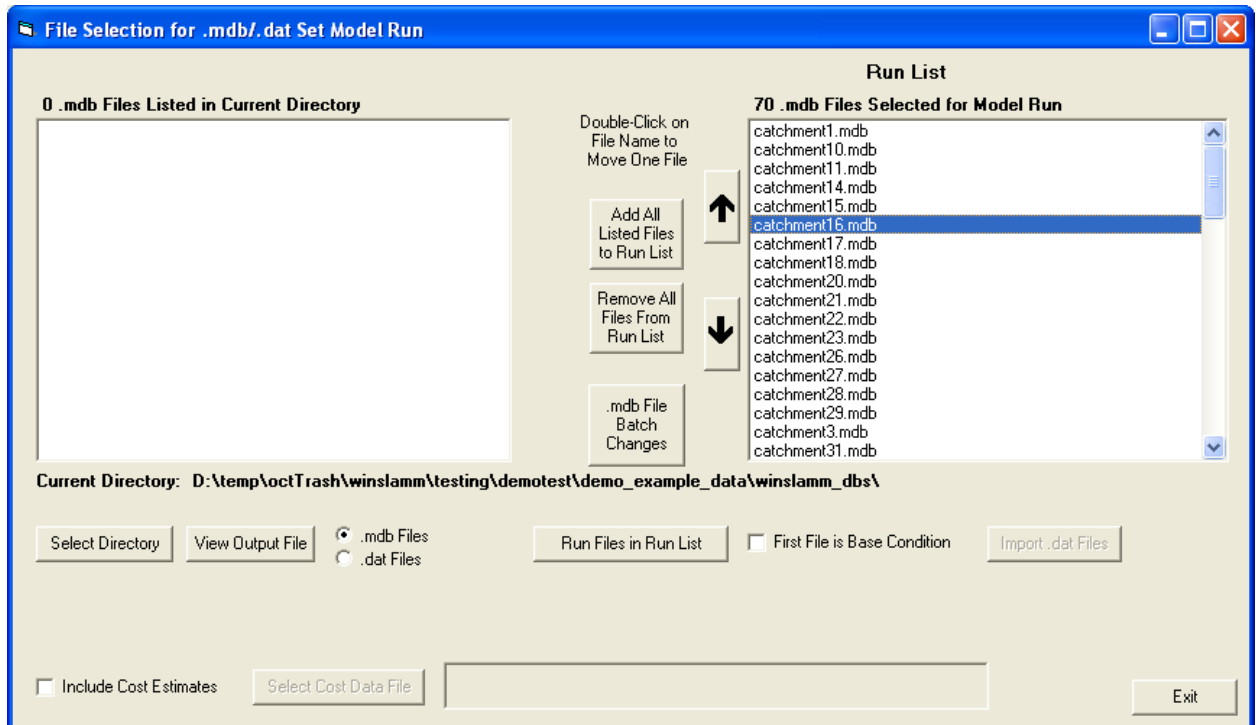 File Selection for .mdb/.dat Set Model Run
Run List
0 .mdb Files Listed in Current Directory
70 .mdb Files Selected for Model Run
Double-Click on
File Name to
Move One File
Add All
Listed Files
to Run List
Remove All
Files From
Run List
.mdb File
Batch
Changes
catchment1.mdb
catchment10.mdb
catchment11.mdb
catchment14.mdb
catchment15.mdb
catchment16.mdb
catchment17.mdb
catchment18.mdb
catchment20.mdb
catchment21.mdb
catchment22.mdb
catchment23.mdb
catchment26.mdb
catchment27.mdb
catchment28.mdb
catchment29.mdb
catchment3.mdb
catchment31.mdb
Current Directory: D:\temp\octTrash\winslamm\testing\demotest\demo_example_data\winslamm_dbs\
Select Directory
View Output File
.mdb Files
.dat Files
Run Files in Run List
First File is Base Condition
Import .dat Files
Include Cost Estimates
Select Cost Data File
Exit